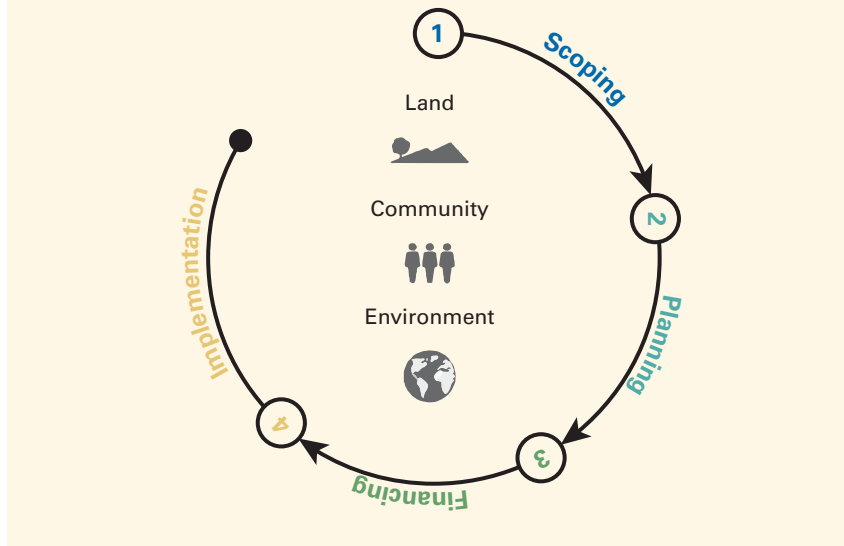 1
Scoping
2
Planning
3
Financing
4
Implementation
Land
Community
Environment